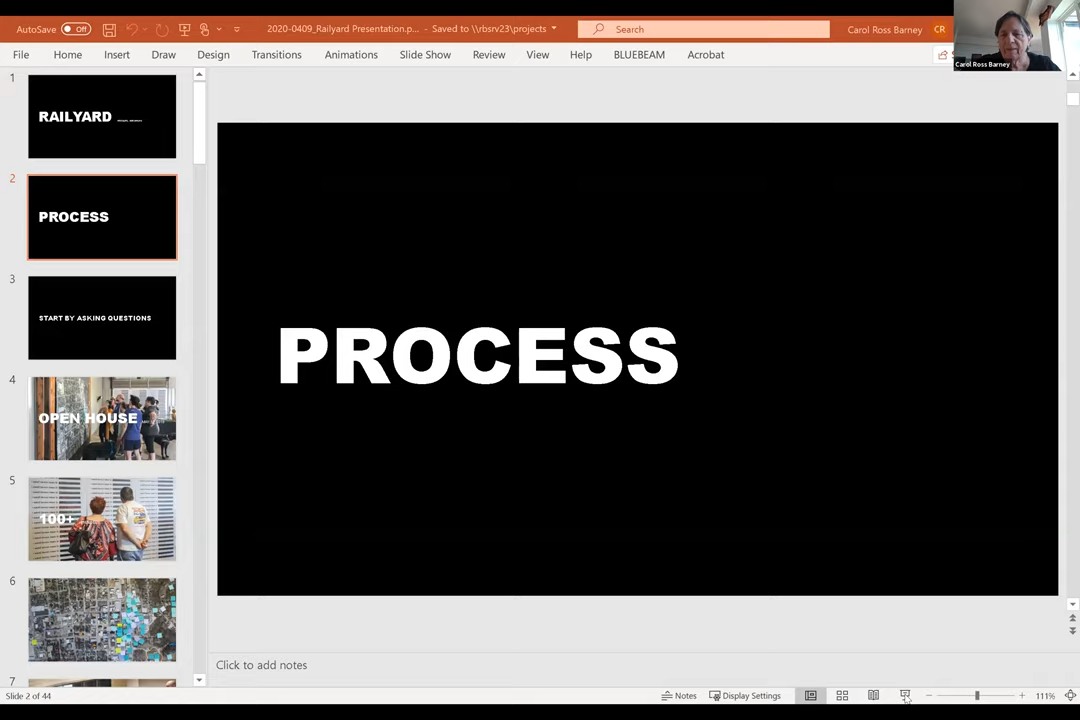 AutoSave Off
2020-0409_Railyard Presentation.p... - Saved to \\rbsrv23\projects
Search
Carol Ross Barney CR
Carol Ross Barney
File Home Insert Draw Design Transitions Animations Slide Show Review View Help BLUEBEAM Acrobat
1
RAILYARD
2
PROCESS
3
START BY ASKING QUESTIONS
4
OPEN HOUSE
5
100+
6
7
PROCESS
Click to add notes
Slide 2 of 44
Notes Display Settings 111%